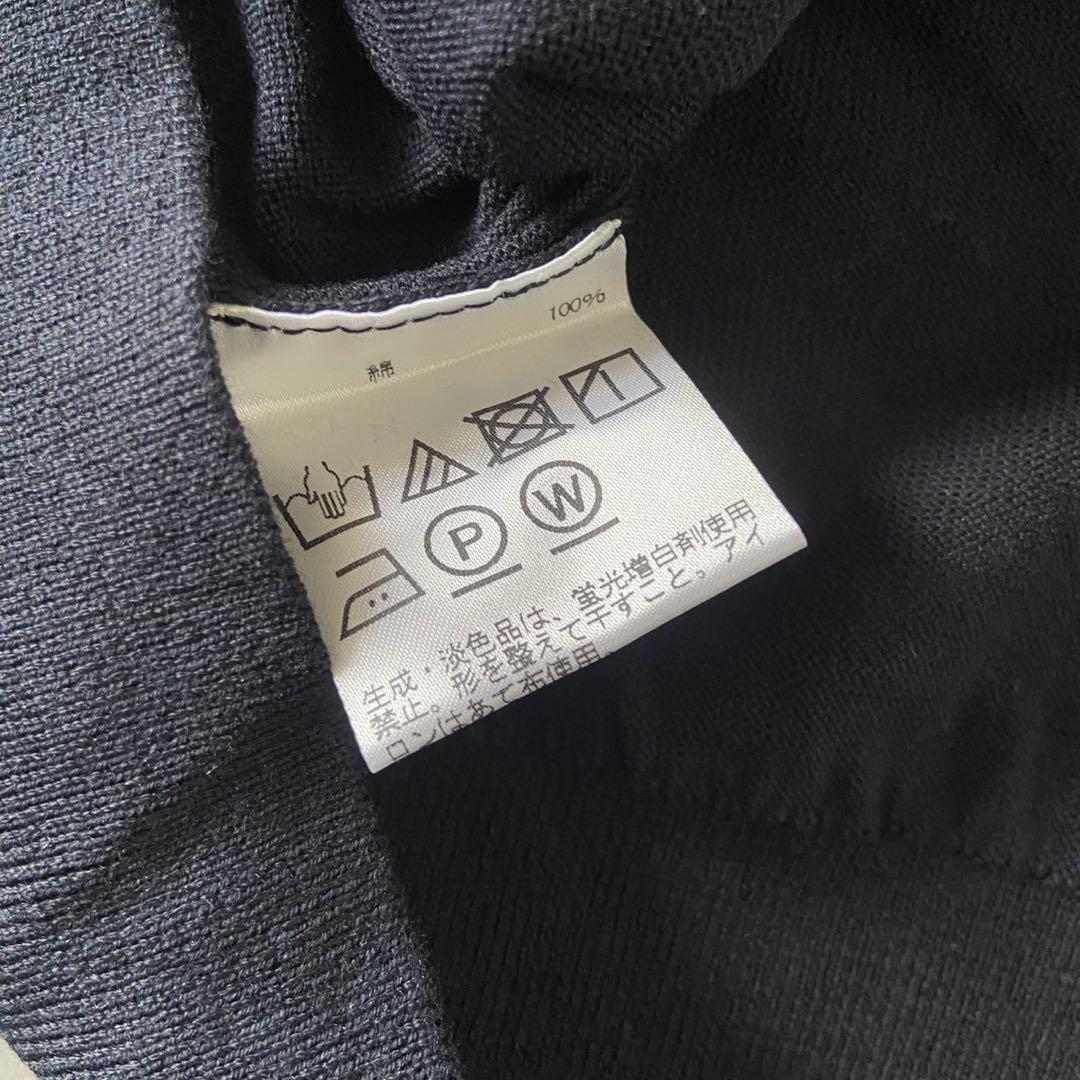 綿 100%
P W
生成・淡色品は、蛍光増白剤使用
禁止。形を整えて干すこと。アイ
ロンはあて布使用。